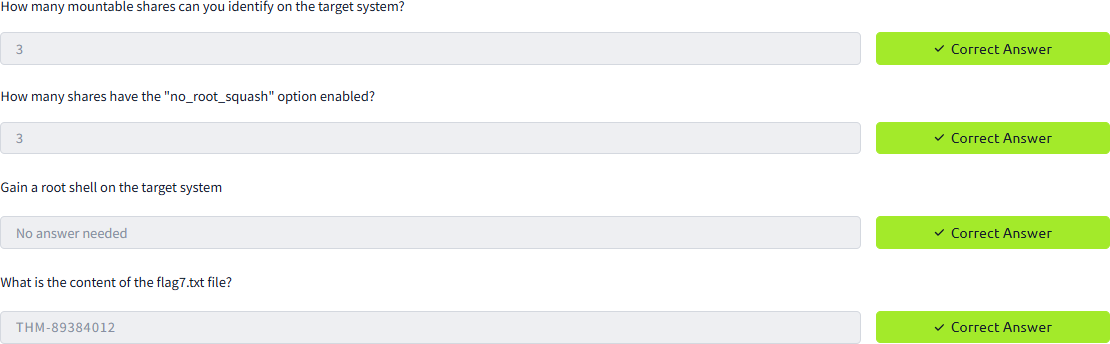 How many mountable shares can you identify on the target system?
3
✓ Correct Answer
How many shares have the "no_root_squash" option enabled?
3
✓ Correct Answer
Gain a root shell on the target system
No answer needed
✓ Correct Answer
What is the content of the flag7.txt file?
THM-89384012
✓ Correct Answer